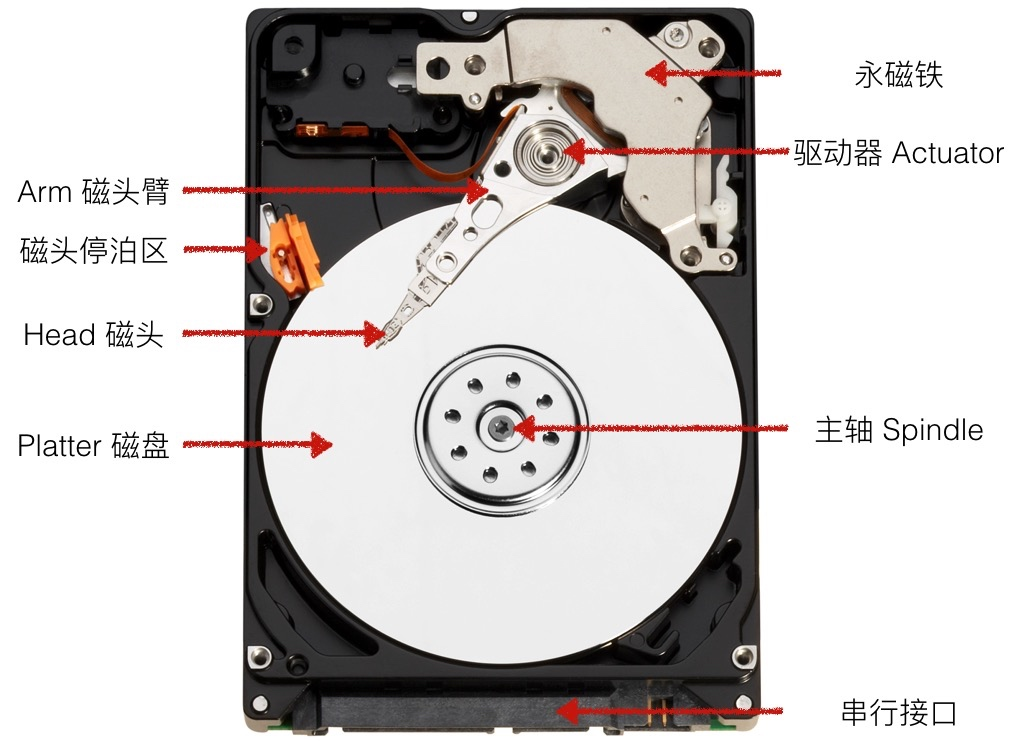 永磁铁
驱动器 Actuator
Arm 磁头臂
磁头停泊区
Head 磁头
Platter 磁盘
主轴 Spindle
串行接口